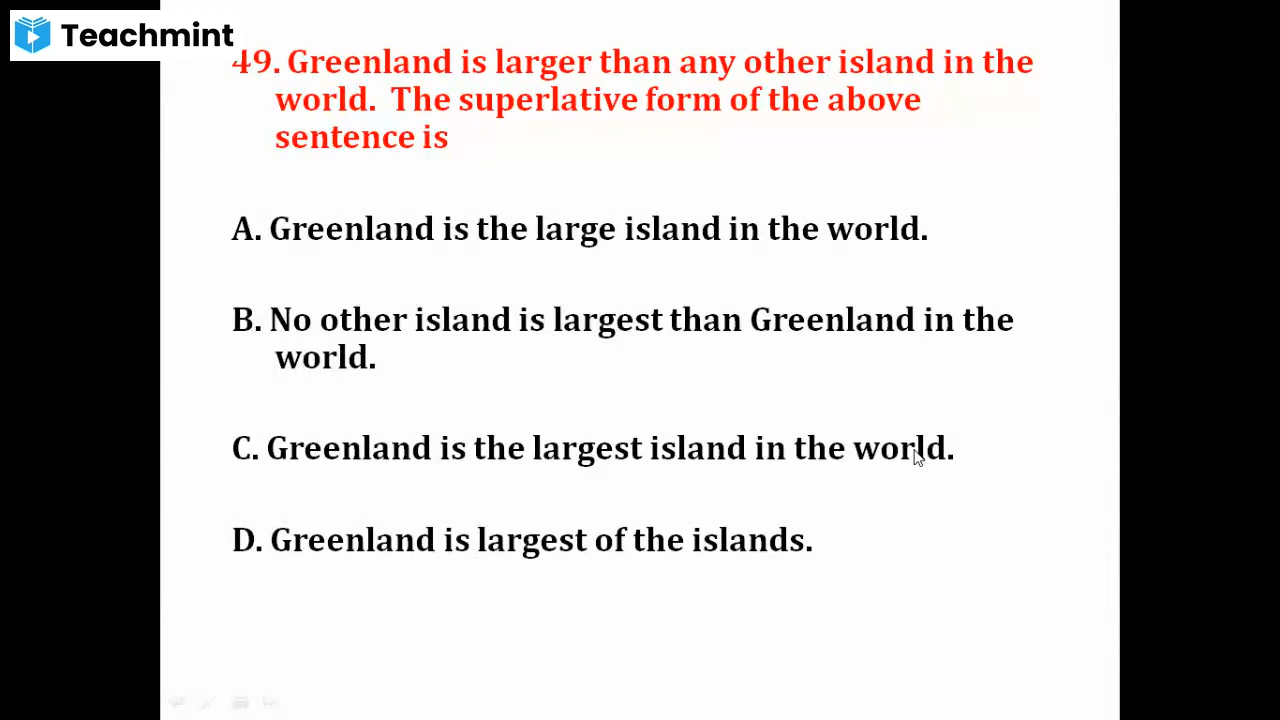 Teachmint
49. Greenland is larger than any other island in the
world. The superlative form of the above
sentence is
A. Greenland is the large island in the world.
B. No other island is largest than Greenland in the
world.
C. Greenland is the largest island in the world.
D. Greenland is largest of the islands.